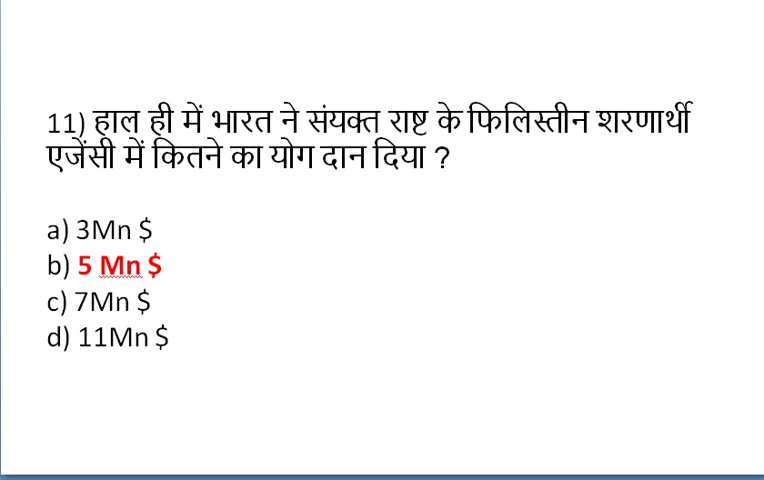 11) हाल ही में भारत ने संयक्त राष्ट के फिलिस्तीन शरणार्थी
एजेंसी में कितने का योग दान दिया ?
a) 3Mn $
b) 5 Mn $
c) 7Mn $
d) 11Mn $